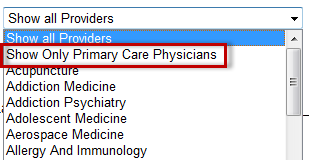 Show all Providers
Show all Providers
Show Only Primary Care Physicians
Acupuncture
Addiction Medicine
Addiction Psychiatry
Adolescent Medicine
Aerospace Medicine
Allergy And Immunology